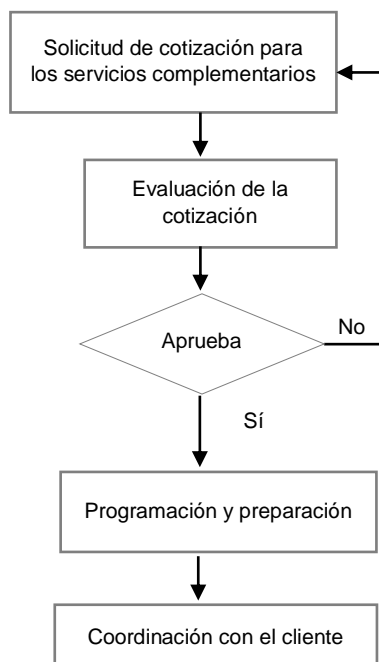 Solicitud de cotización para
los servicios complementarios
Evaluación de la
cotización
Aprueba
No
Sí
Programación y preparación
Coordinación con el cliente